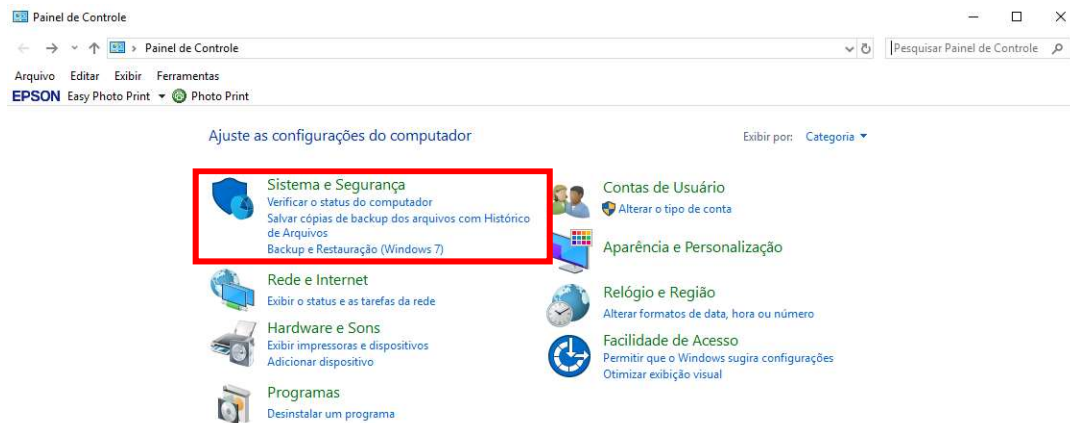 Painel de Controle
Painel de Controle
Pesquisar Painel de Controle
Arquivo Editar Exibir Ferramentas
EPSON Easy Photo Print Photo Print
Ajuste as configurações do computador
Exibir por: Categoria
Sistema e Segurança
Verificar o status do computador
Salvar cópias de backup dos arquivos com Histórico
de Arquivos
Backup e Restauração (Windows 7)
Rede e Internet
Exibir o status e as tarefas da rede
Hardware e Sons
Exibir impressoras e dispositivos
Adicionar dispositivo
Programas
Desinstalar um programa
Contas de Usuário
Alterar o tipo de conta
Aparência e Personalização
Relógio e Região
Alterar formatos de data, hora ou número
Facilidade de Acesso
Permitir que o Windows sugira configurações
Otimizar exibição visual